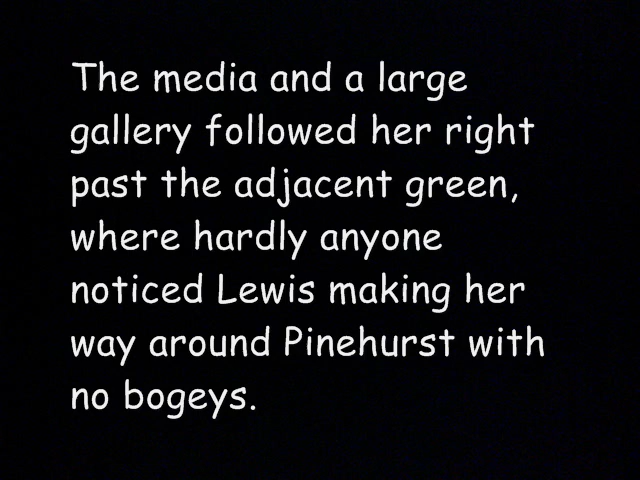 The media and a large
gallery followed her right
past the adjacent green,
where hardly anyone
noticed Lewis making her
way around Pinehurst with
no bogeys.